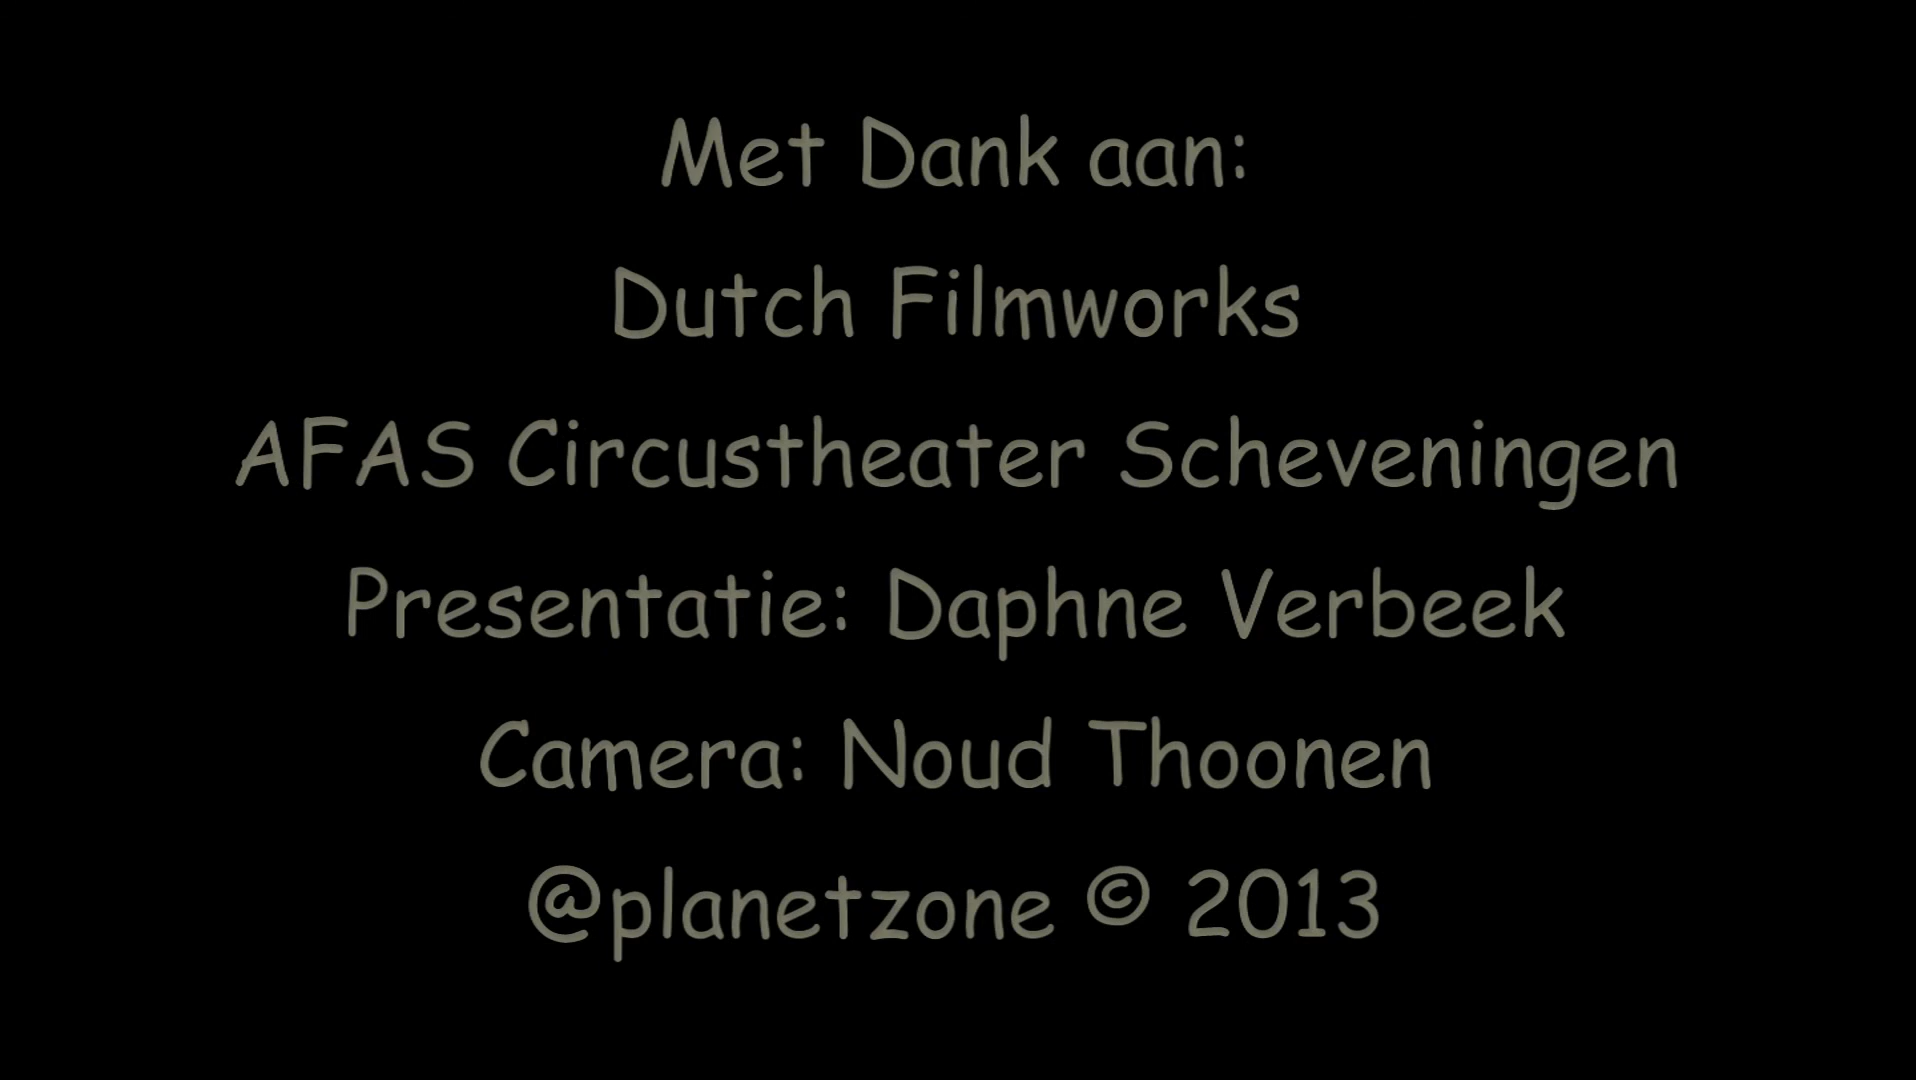 Met Dank aan:
Dutch Filmworks
AFAS Circustheater Scheveningen
Presentatie: Daphne Verbeek
Camera: Noud Thoonen
@planetzone © 2013